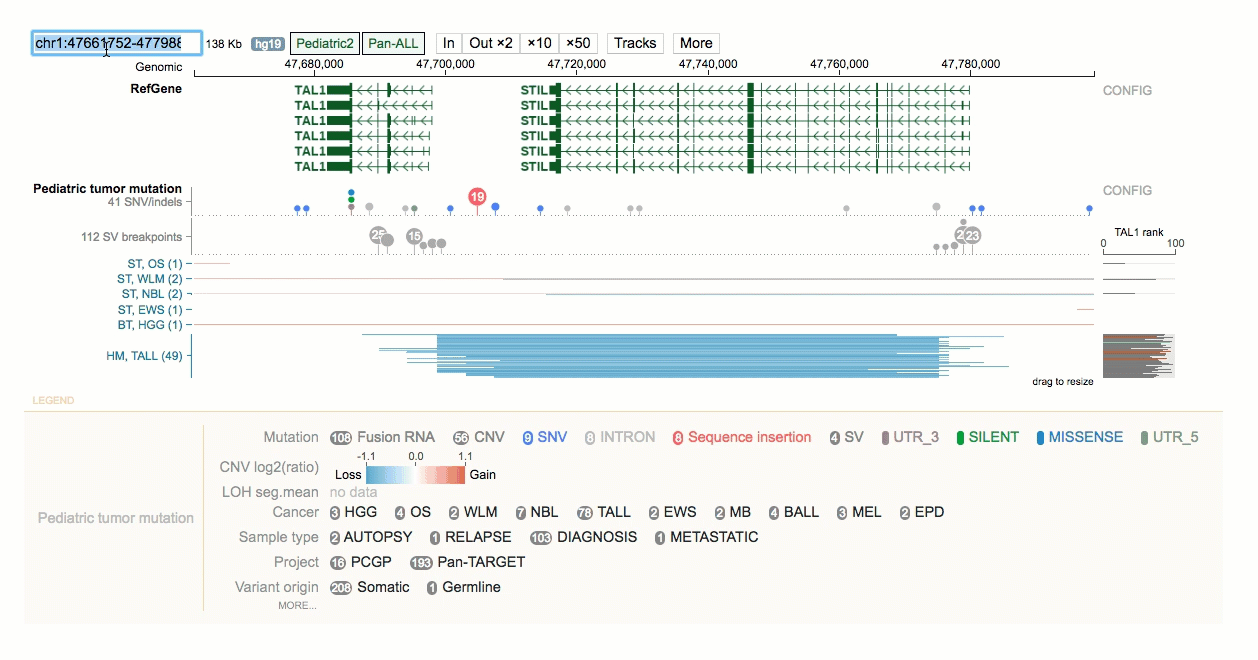 chr1:47661752-47798 138 Kb hg19 Pediatric2 Pan-ALL In Out ×2 ×10 ×50 Tracks More
Genomic 47,680,000 47,700,000 47,720,000 47,740,000 47,760,000 47,780,000
RefGene TAL1 STIL CONFIG
TAL1 STIL
TAL1 STIL
TAL1 STIL
TAL1 STIL
TAL1 STIL
Pediatric tumor mutation CONFIG
41 SNV/indels 19
112 SV breakpoints 25 15 23 TAL1 rank
0 100
ST, OS (1)
ST, WLM (2)
ST, NBL (2)
ST, EWS (1)
BT, HGG (1)
HM, TALL (49)
drag to resize
LEGEND
Pediatric tumor mutation
Mutation 108 Fusion RNA 56 CNV 9 SNV 8 INTRON 8 Sequence insertion 4 SV UTR_3 SILENT MISSENSE UTR_5
-1.1 0.0 1.1
CNV log2(ratio) Loss Gain
LOH seg.mean no data
Cancer 3 HGG 4 OS 2 WLM 7 NBL 78 TALL 2 EWS 2 MB 4 BALL 3 MEL 2 EPD
Sample type 2 AUTOPSY 1 RELAPSE 103 DIAGNOSIS 1 METASTATIC
Project 16 PCGP 193 Pan-TARGET
Variant origin 208 Somatic 1 Germline
MORE...